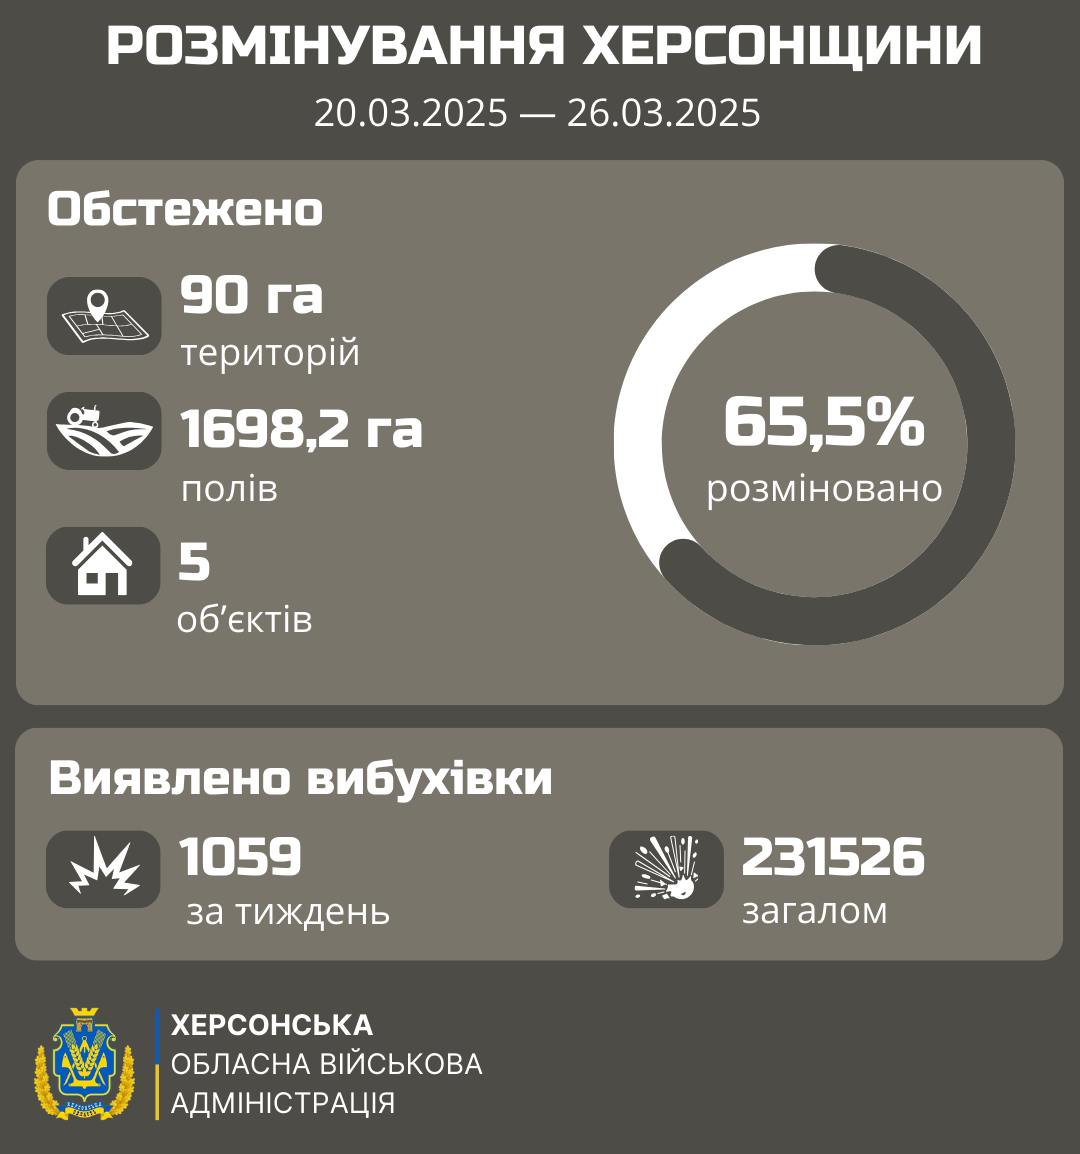 РОЗМІНУВАННЯ ХЕРСОНЩИНИ
20.03.2025 — 26.03.2025
Обстежено
90 га
територій
1698,2 га
полів
5
об’єктів
65,5%
розміновано
Виявлено вибухівки
1059
за тиждень
231526
загалом
ХЕРСОНСЬКА
ОБЛАСНА ВІЙСЬКОВА
АДМІНІСТРАЦІЯ